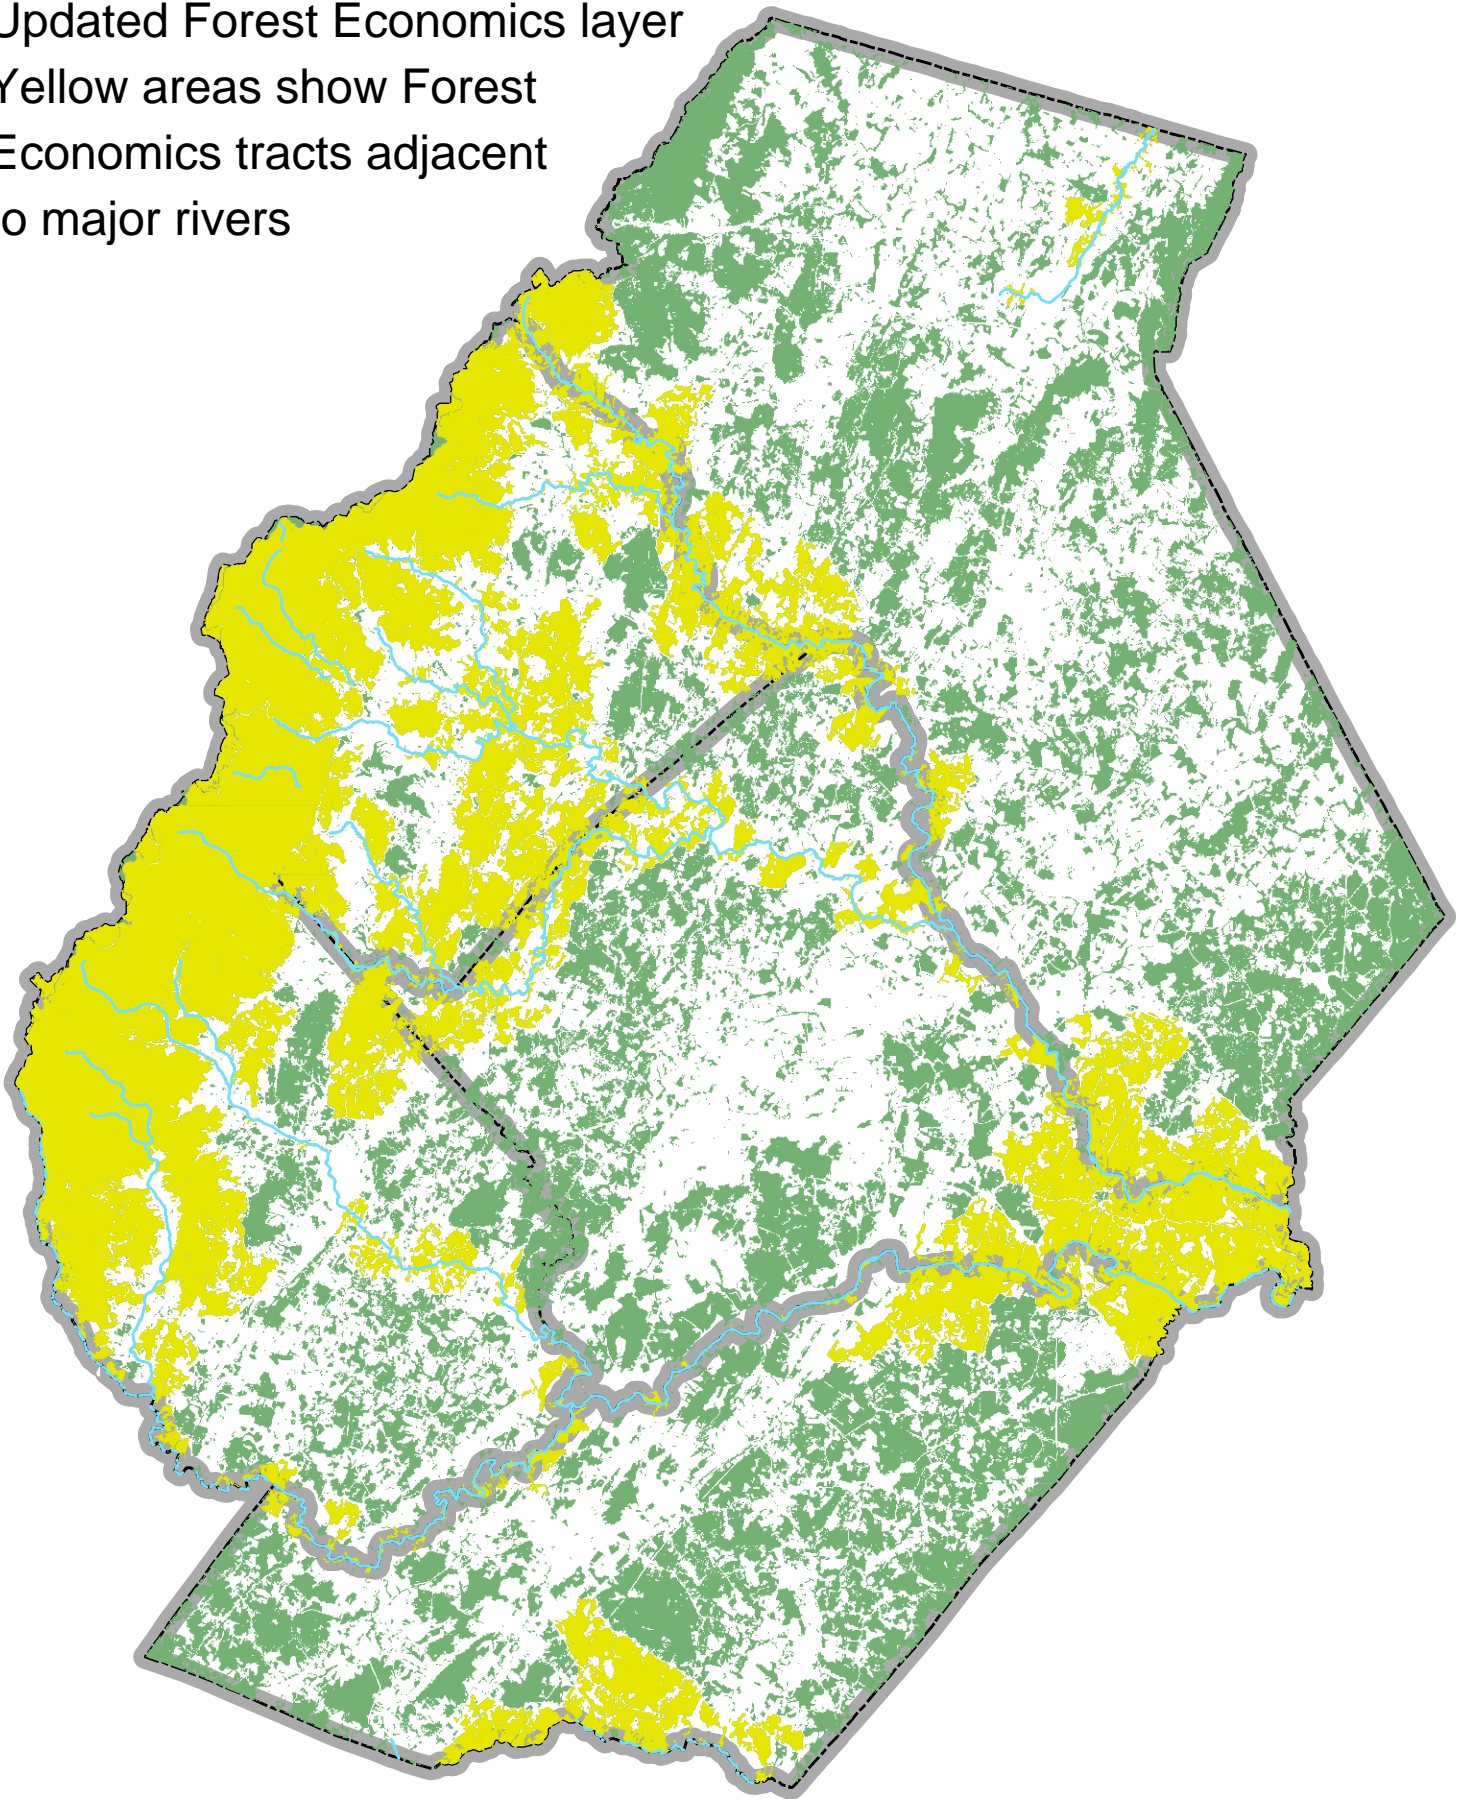 Updated Forest Economics layer
Yellow areas show Forest
Economics tracts adjacent
to major rivers